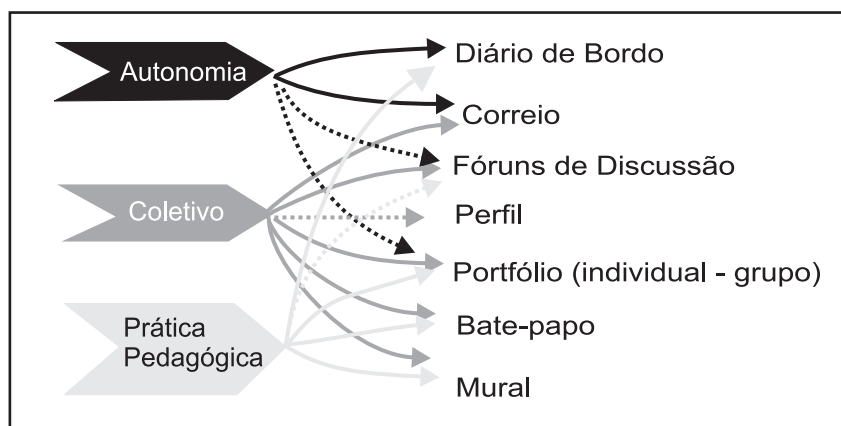 Autonomia
Coletivo
Prática
Pedagógica
Diário de Bordo
Correio
Fóruns de Discussão
Perfil
Portfólio (individual - grupo)
Bate-papo
Mural